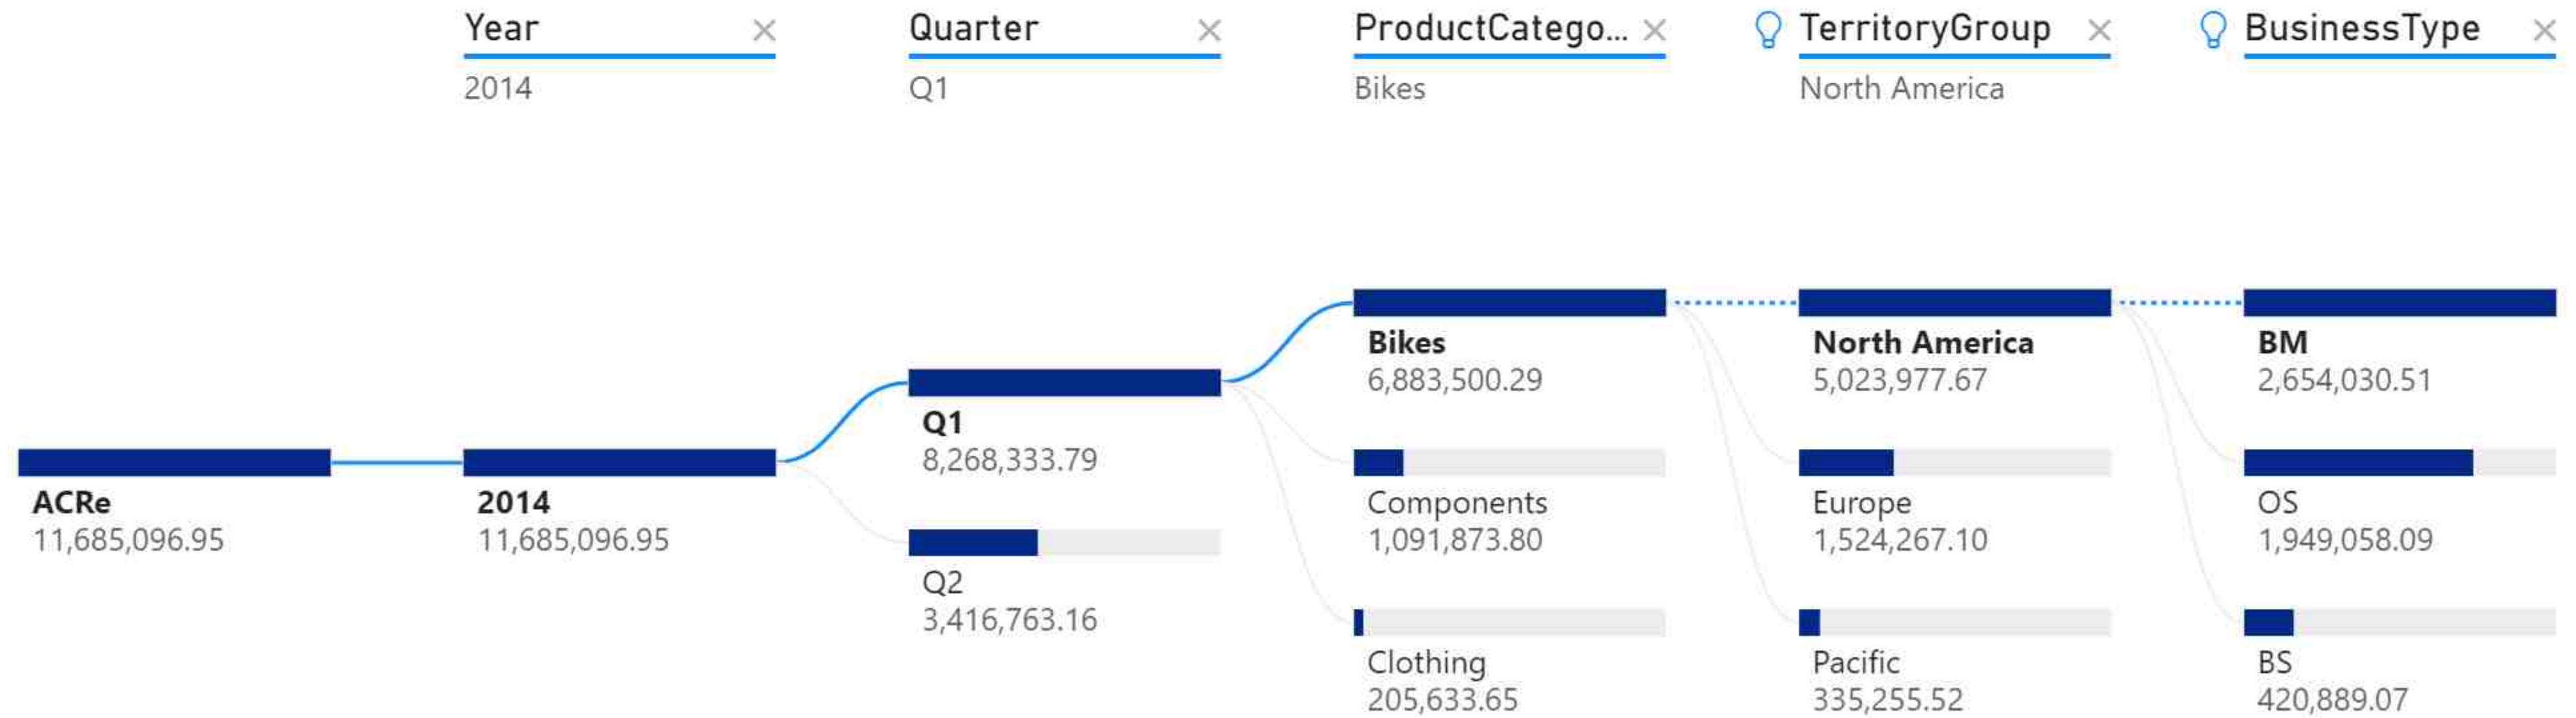 Year
Quarter
ProductCatego...
TerritoryGroup
BusinessType
2014
Q1
Bikes
North America
ACRe
11,685,096.95
2014
11,685,096.95
Q1
8,268,333.79
Q2
3,416,763.16
Bikes
6,883,500.29
Components
1,091,873.80
Clothing
205,633.65
North America
5,023,977.67
Europe
1,524,267.10
Pacific
335,255.52
BM
2,654,030.51
OS
1,949,058.09
BS
420,889.07